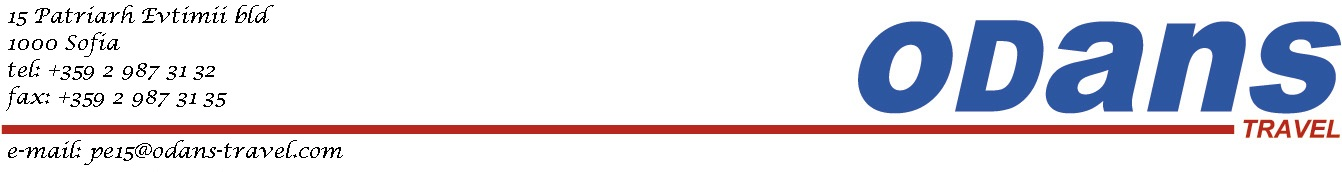 15 Patriarh Evtimii bld
1000 Sofia
tel: +359 2 987 31 32
fax: +359 2 987 31 35
e-mail: pe15@odans-travel.com
oDans
TRAVEL